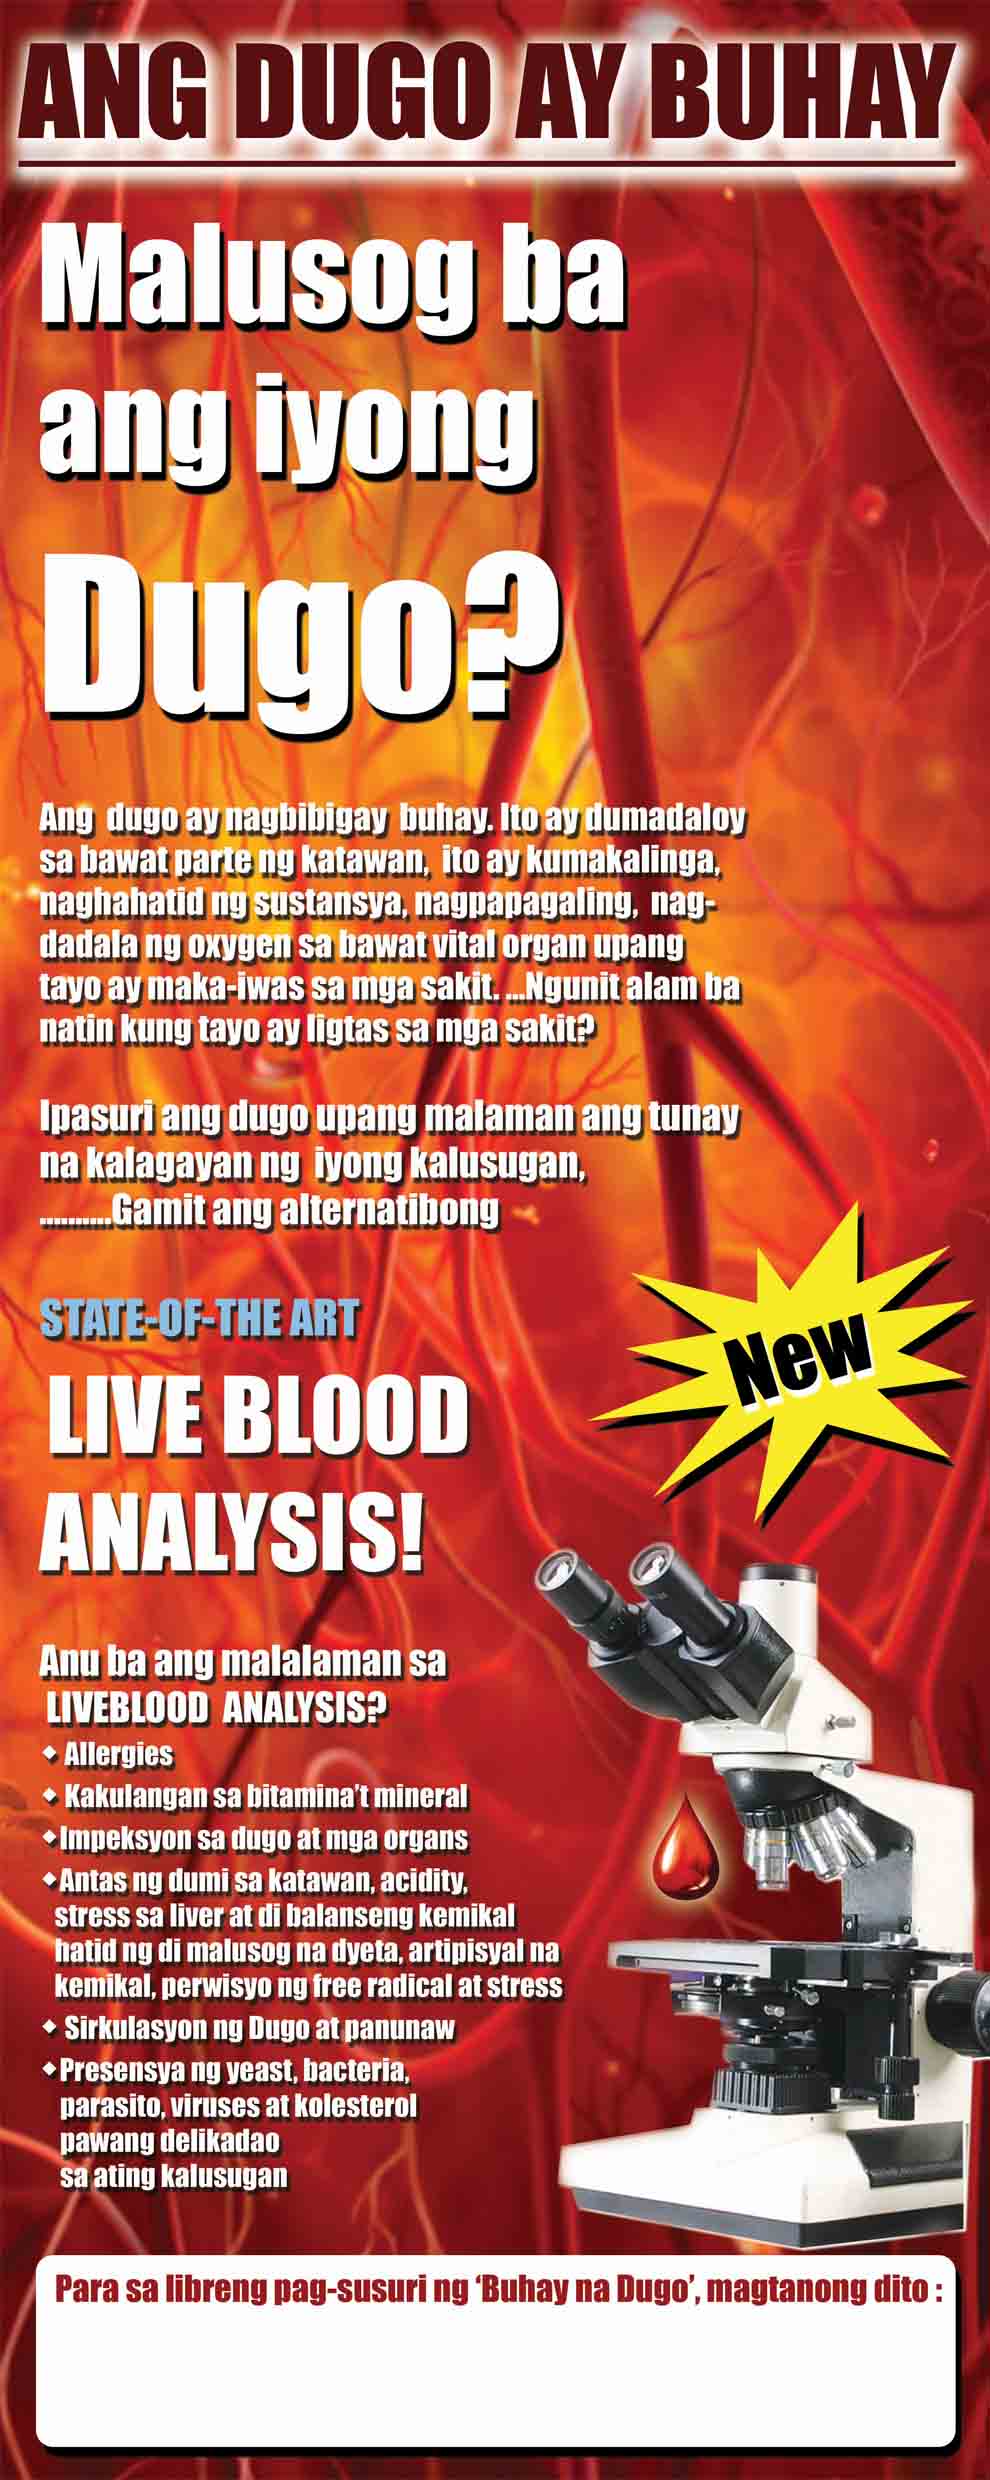 ANG DUGO AY BUHAY
Malusog ba
ang iyong
Dugo?
Ang dugo ay nagbibigay buhay. Ito ay dumadaloy
sa bawat parte ng katawan, ito ay kumakalinga,
naghahatid ng sustansya, nagpapagaling, nag-
dadala ng oxygen sa bawat vital organ upang
tayo ay maka-iwas sa mga sakit. ...Ngunit alam ba
natin kung tayo ay ligtas sa mga sakit?
Ipasuri ang dugo upang malaman ang tunay
na kalagayan ng iyong kalusugan,
..........Gamit ang alternatibong
STATE-OF-THE ART
New
LIVE BLOOD
ANALYSIS!
Anu ba ang malalaman sa
LIVEBLOOD ANALYSIS?
◆ Allergies
◆ Kakulangan sa bitamina't mineral
◆Impeksyon sa dugo at mga organs
◆Antas ng dumi sa katawan, acidity,
stress sa liver at di balanseng kemikal
hatid ng di malusog na dyeta, artipisyal na
kemikal, perwisyo ng free radical at stress
◆ Sirkulasyon ng Dugo at panunaw
◆Presensya ng yeast, bacteria,
parasito, viruses at kolesterol
pawang delikadao
sa ating kalusugan
Para sa libreng pag-susuri ng ‘Buhay na Dugo’, magtanong dito :